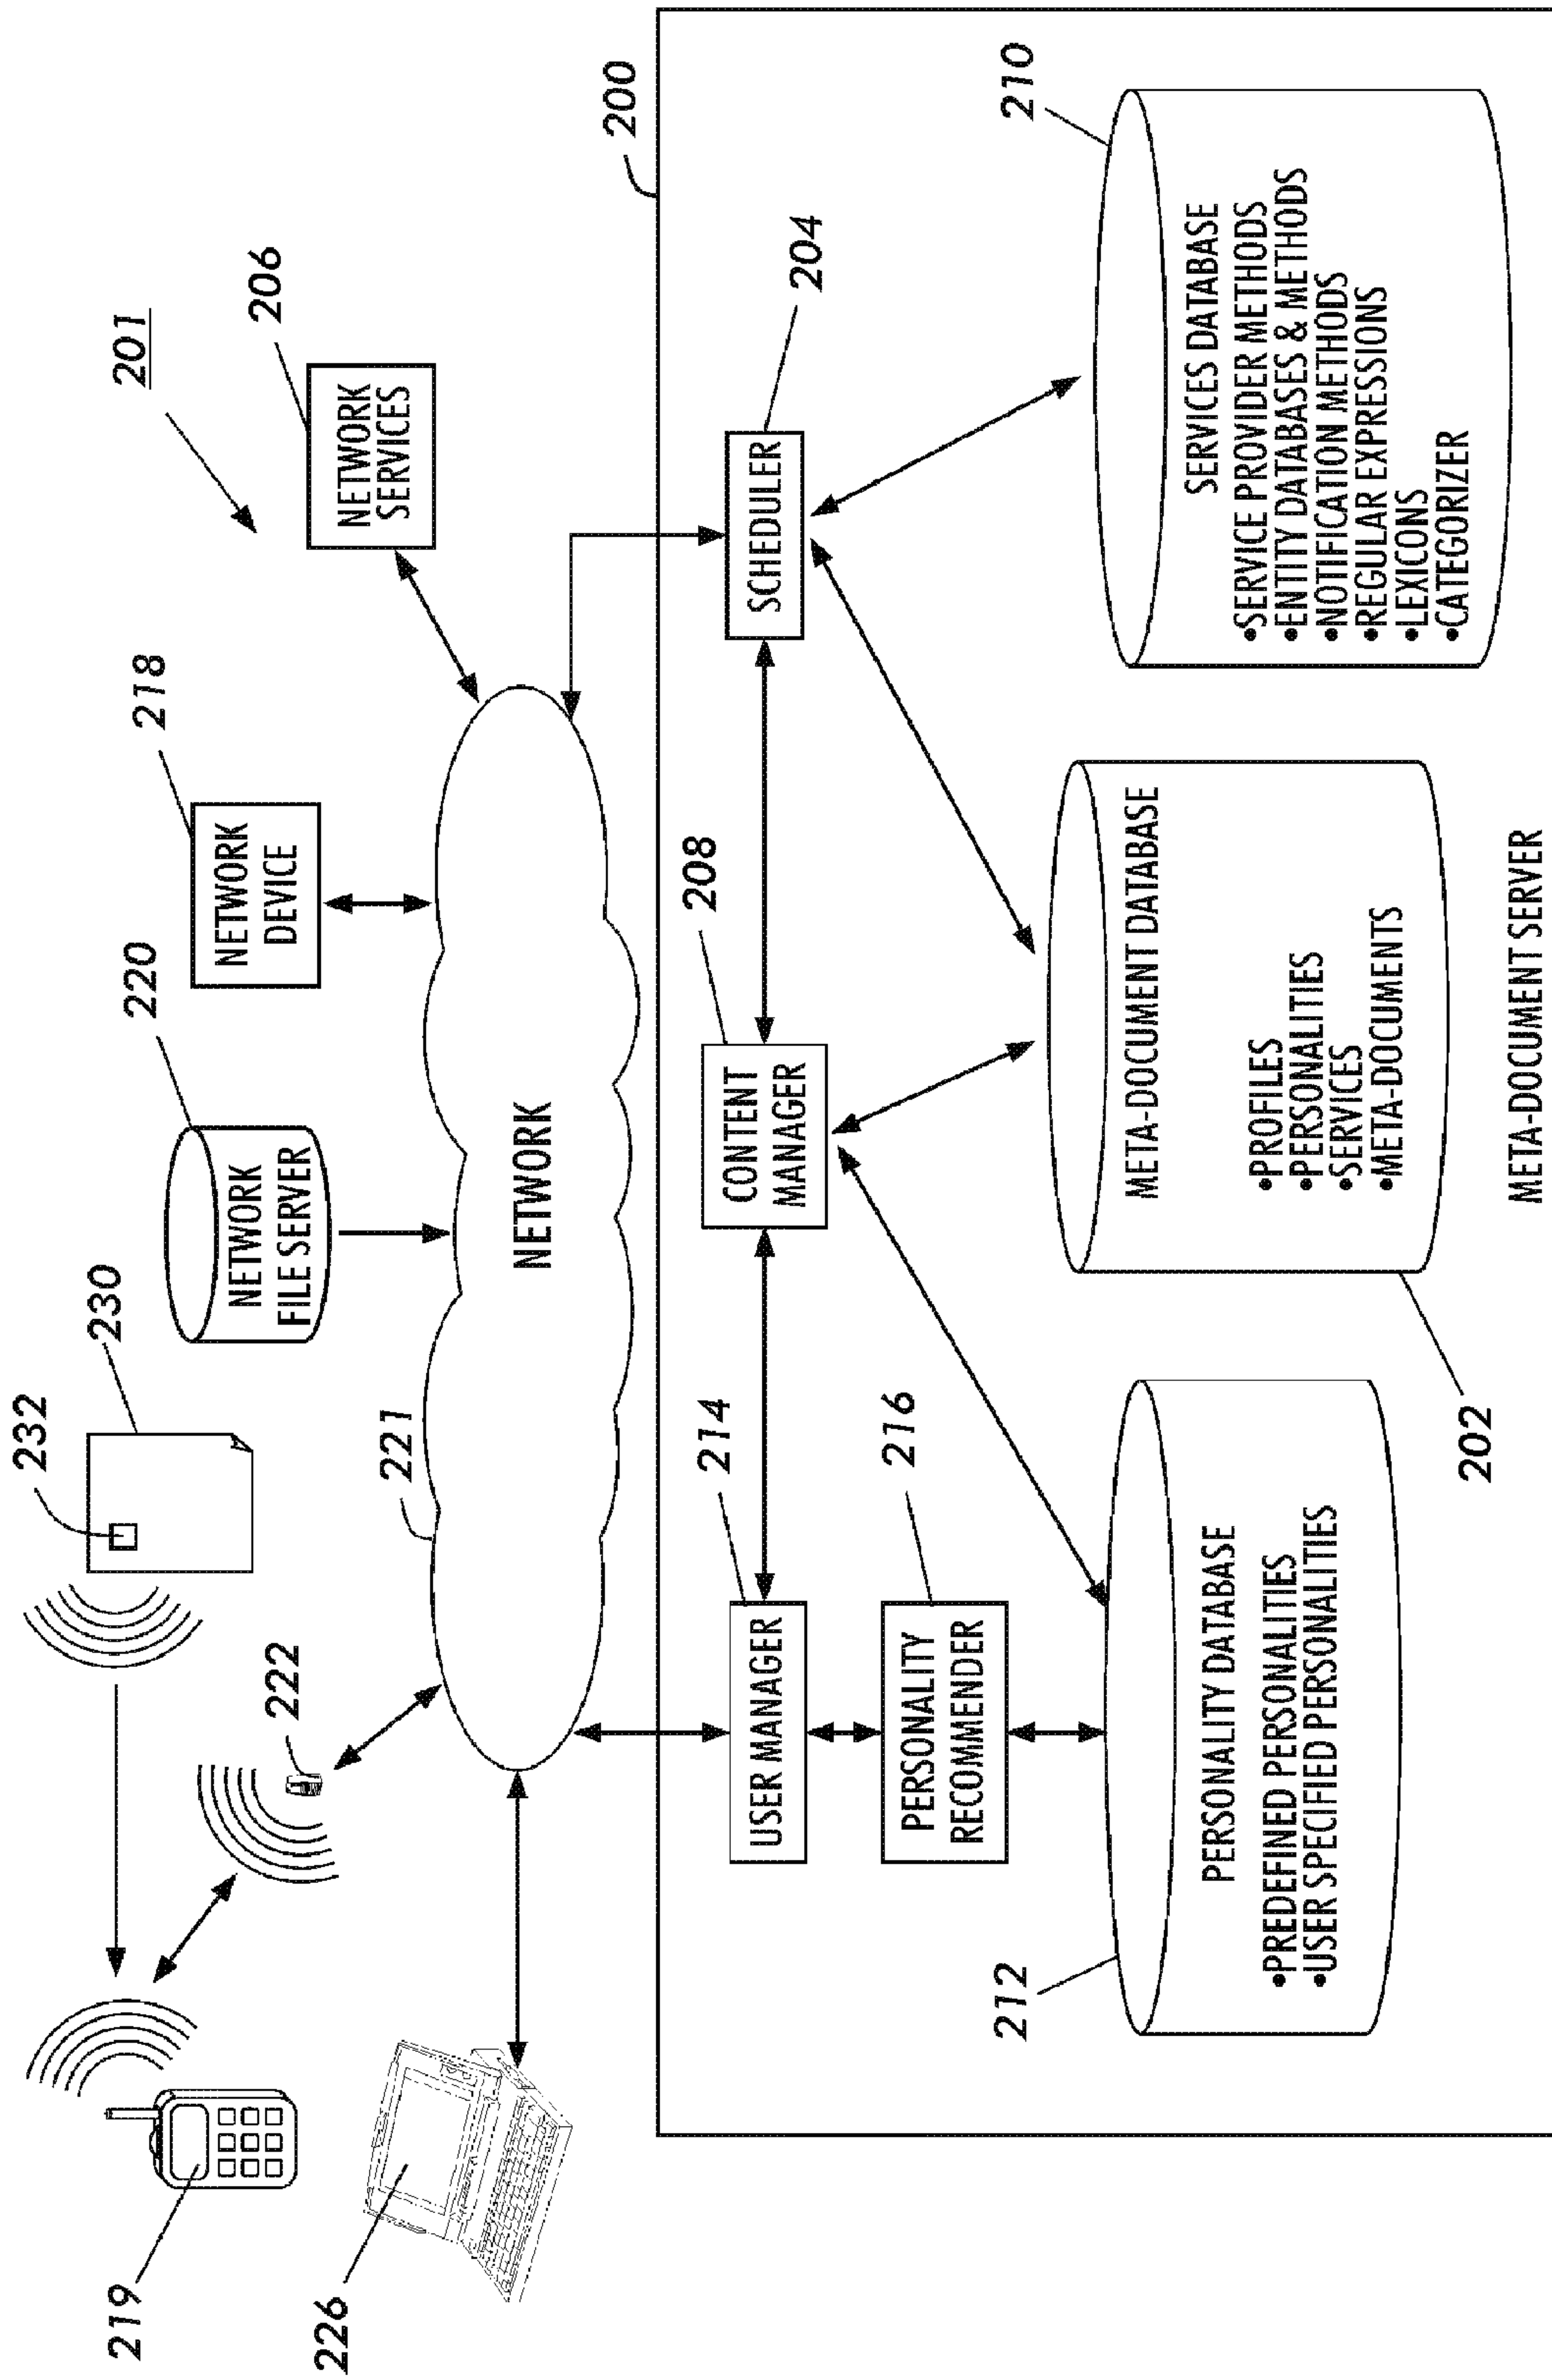 201
232
230
220
218
206
219
222
221
226
NETWORK
FILE SERVER
NETWORK
DEVICE
NETWORK
SERVICES
NETWORK
200
214
208
204
USER MANAGER
CONTENT
MANAGER
SCHEDULER
216
PERSONALITY
RECOMMENDER
212
210
PERSONALITY DATABASE
•PREDEFINED PERSONALITIES
•USER SPECIFIED PERSONALITIES
META-DOCUMENT DATABASE
•PROFILES
•PERSONALITIES
•SERVICES
•META-DOCUMENTS
202
SERVICES DATABASE
•SERVICE PROVIDER METHODS
•ENTITY DATABASES & METHODS
•NOTIFICATION METHODS
•REGULAR EXPRESSIONS
•LEXICONS
•CATEGORIZER
META-DOCUMENT SERVER